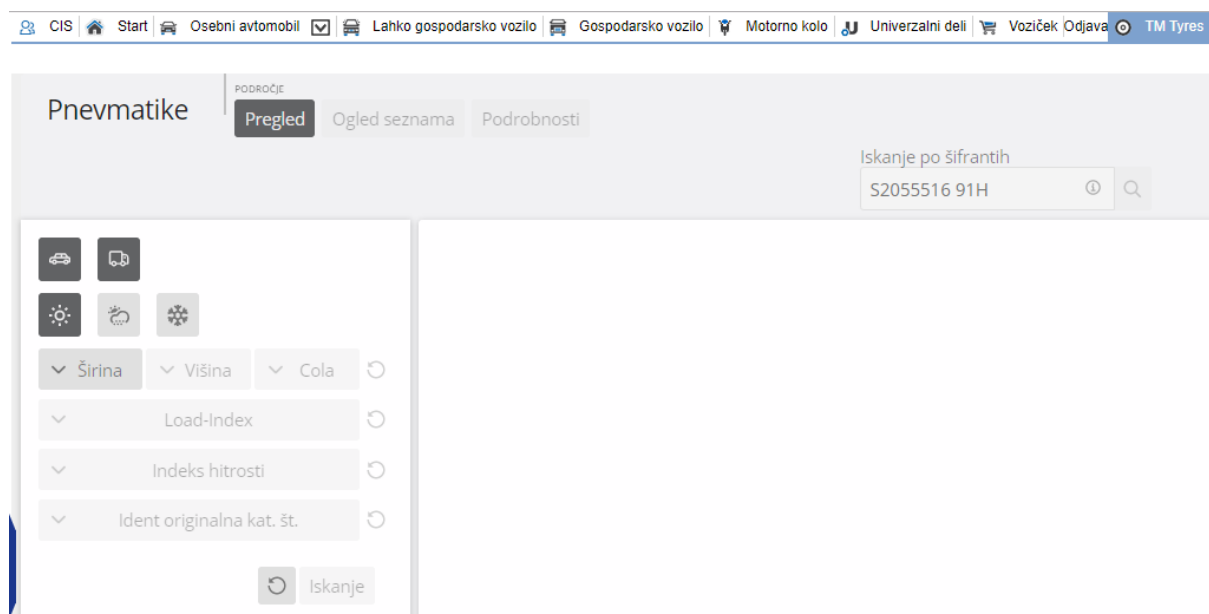 CIS Start Osebni avtomobil Lahko gospodarsko vozilo Gospodarsko vozilo Motorno kolo Univerzalni deli Voziček Odjava TM Tyres
PODROČJE
Pnevmatike Pregled Ogled seznama Podrobnosti
Iskanje po šifrantih
S2055516 91H
Širina Višina Cola
Load-Index
Indeks hitrosti
Ident originalna kat. št.
Iskanje